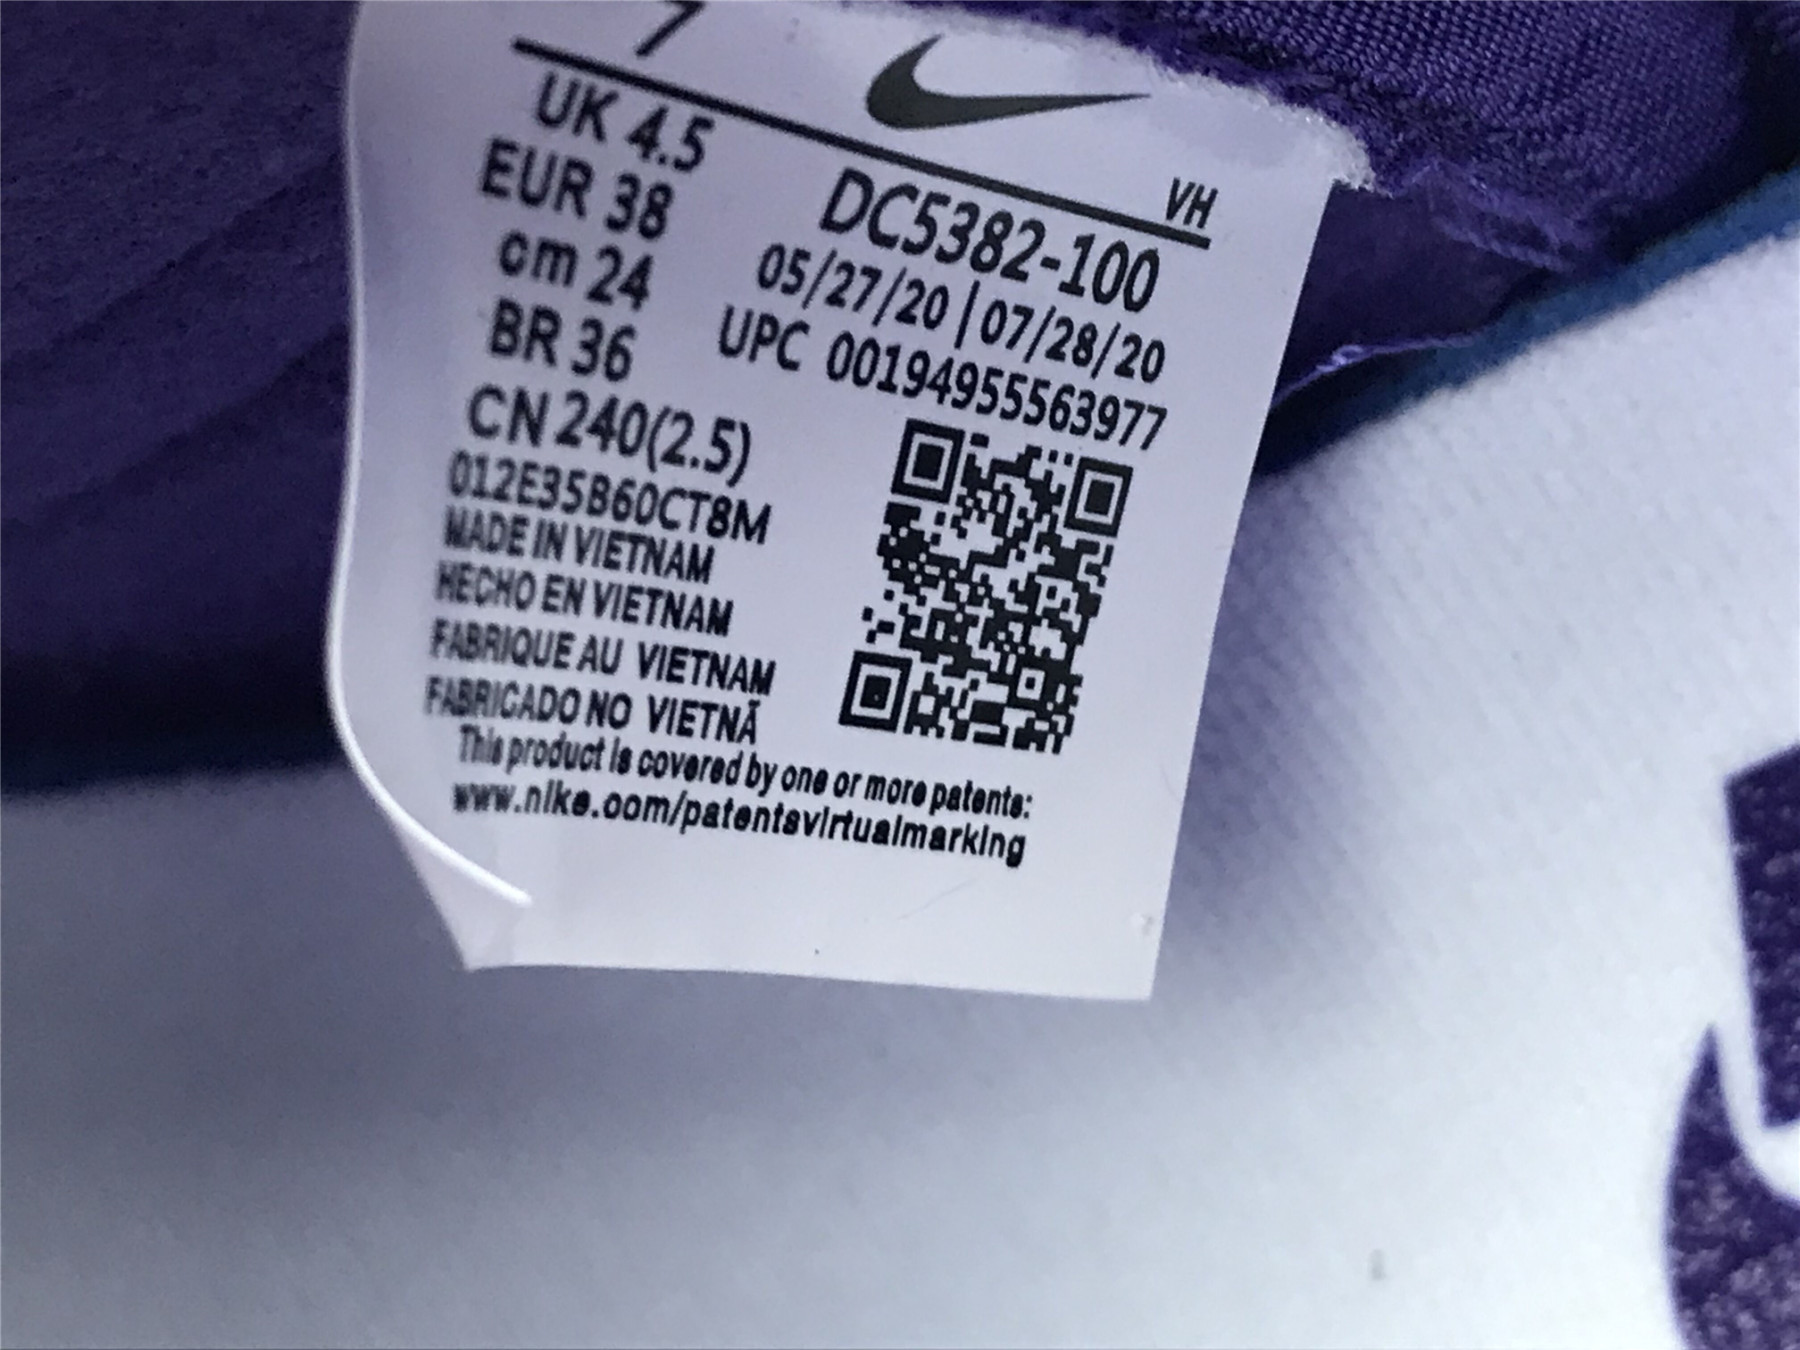 7
UK 4.5
EUR 38
cm 24
BR 36
CN 240(2.5)
012E35B60CT8M
MADE IN VIETNAM
HECHO EN VIETNAM
FABRIQUE AU VIETNAM
FABRICADO NO VIETNÃ
VH
DC5382-100
05/27/20 | 07/28/20
UPC 00194955563977
This product is covered by one or more patents:
www.nike.com/patentsvirtualmarking